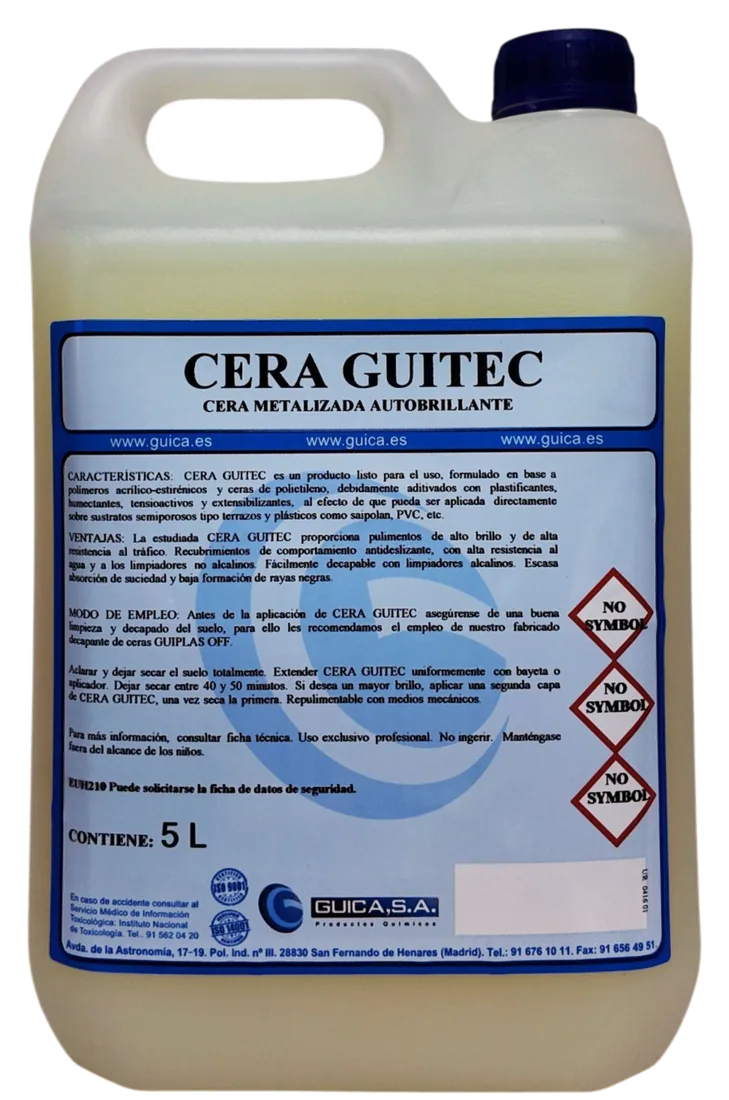 CERA GUITEC
CERA METALIZADA AUTOBRILLANTE
www.guica.es www.guica.es www.guica.es
CARACTERÍSTICAS: CERA GUITEC es un producto listo para el uso, formulado en base a
polimeros acrílico-estirénicos y ceras de polietileno, debidamente aditivados con plastificantes,
humectantes, tensioactivos y extensibilizantes, al efecto de que pueda ser aplicada directamente
sobre sustratos semiporosos tipo terrazos y plásticos como saipolan, PVC, etc.
VENTAJAS: La estudiada CERA GUITEC proporciona pulimentos de alto brillo y de alta
resistencia al tráfico. Recubrimientos de comportamiento antideslizante, con alta resistencia al
agua y a los limpiadores no alcalinos. Fácilmente decapable con limpiadores alcalinos. Escasa
absorción de suciedad y baja formación de rayas negras.
MODO DE EMPLEO: Antes de la aplicación de CERA GUITEC asegúrense de una buena
limpieza y decapado del suelo, para ello les recomendamos el empleo de nuestro fabricado
decapante de ceras GUIPLAS OFF.
Aclarar y dejar secar el suelo totalmente. Extender CERA GUITEC uniformemente con bayeta o
aplicador. Dejar secar entre 40 y 50 minutos. Si desea un mayor brillo, aplicar una segunda capa
de CERA GUITEC, una vez seca la primera. Repulimentable con medios mecánicos.
Para más información, consultar ficha técnica. Uso exclusivo profesional. No ingerir. Manténgase
fuera del alcance de los niños.
EUH210 Puede solicitarse la ficha de datos de seguridad.
NO
SYMBOL
NO
SYMBOL
NO
SYMBOL
CONTIENE: 5 L
En caso de accidente consultar al
Servicio Médico de Información
Toxicológica: Instituto Nacional
de Toxicología. Tel.: 91 562 04 20
ISO 9001
ISO 14001
GUICA,S.A.
Productos Químicos
U/R: 041601
Avda. de la Astronomía, 17-19. Pol. Ind. nº III. 28830 San Fernando de Henares (Madrid). Tel.: 91 676 10 11. Fax: 91 656 49 51.